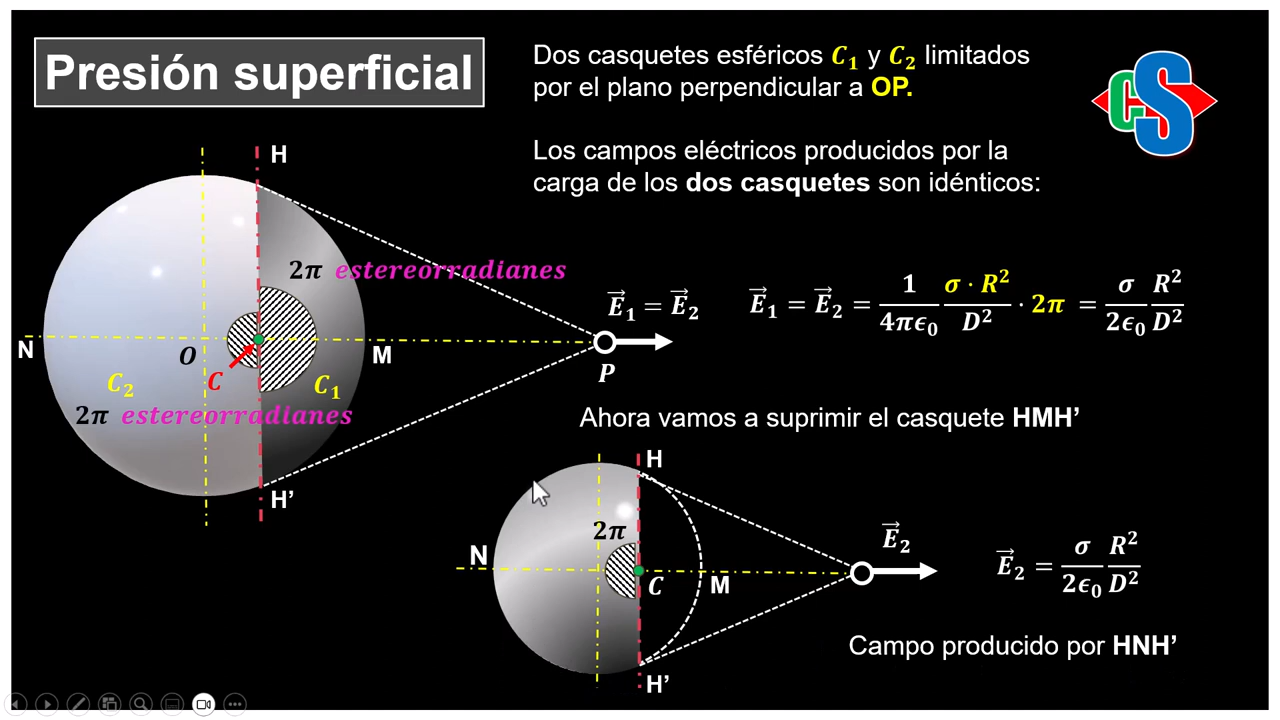 Presión superficial
Dos casquetes esféricos C₁ y C₂ limitados
por el plano perpendicular a OP.
CS
Los campos eléctricos producidos por la
carga de los dos casquetes son idénticos:
H
2π estereorradianes
E⃗₁ = E⃗₂
E⃗₁ = E⃗₂ = 1/(4πϵ₀) (σ · R²)/D² · 2π = σ/(2ϵ₀) R²/D²
N
O
M
P
C₂
C
C₁
2π estereorradianes
H'
Ahora vamos a suprimir el casquete HMH'
H
2π
N
C
M
E⃗₂
E⃗₂ = σ/(2ϵ₀) R²/D²
Campo producido por HNH'
H'